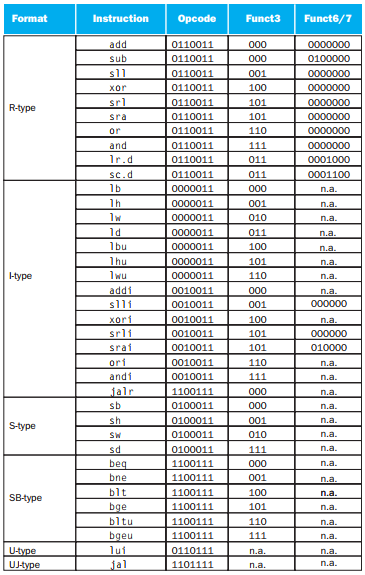 Format Instruction Opcode Funct3 Funct6/7
R-type
add 0110011 000 0000000
sub 0110011 000 0100000
sll 0110011 001 0000000
xor 0110011 100 0000000
srl 0110011 101 0000000
sra 0110011 101 0000000
or 0110011 110 0000000
and 0110011 111 0000000
lr.d 0110011 011 0001000
sc.d 0110011 011 0001100
I-type
lb 0000011 000 n.a.
lh 0000011 001 n.a.
lw 0000011 010 n.a.
ld 0000011 011 n.a.
lbu 0000011 100 n.a.
lhu 0000011 101 n.a.
lwu 0000011 110 n.a.
addi 0010011 000 n.a.
slli 0010011 001 000000
xori 0010011 100 n.a.
srli 0010011 101 000000
srai 0010011 101 010000
ori 0010011 110 n.a.
andi 0010011 111 n.a.
jalr 1100111 000 n.a.
S-type
sb 0100011 000 n.a.
sh 0100011 001 n.a.
sw 0100011 010 n.a.
sd 0100011 111 n.a.
SB-type
beq 1100111 000 n.a.
bne 1100111 001 n.a.
blt 1100111 100 n.a.
bge 1100111 101 n.a.
bltu 1100111 110 n.a.
bgeu 1100111 111 n.a.
U-type lui 0110111 n.a. n.a.
UJ-type jal 1101111 n.a. n.a.